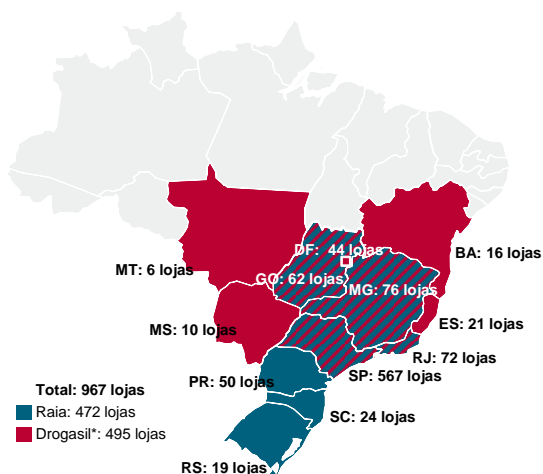 DF: 44 lojas
BA: 16 lojas
MT: 6 lojas
GO: 62 lojas
MG: 76 lojas
ES: 21 lojas
MS: 10 lojas
RJ: 72 lojas
SP: 567 lojas
PR: 50 lojas
Total: 967 lojas
Raia: 472 lojas
SC: 24 lojas
Drogasil*: 495 lojas
RS: 19 lojas